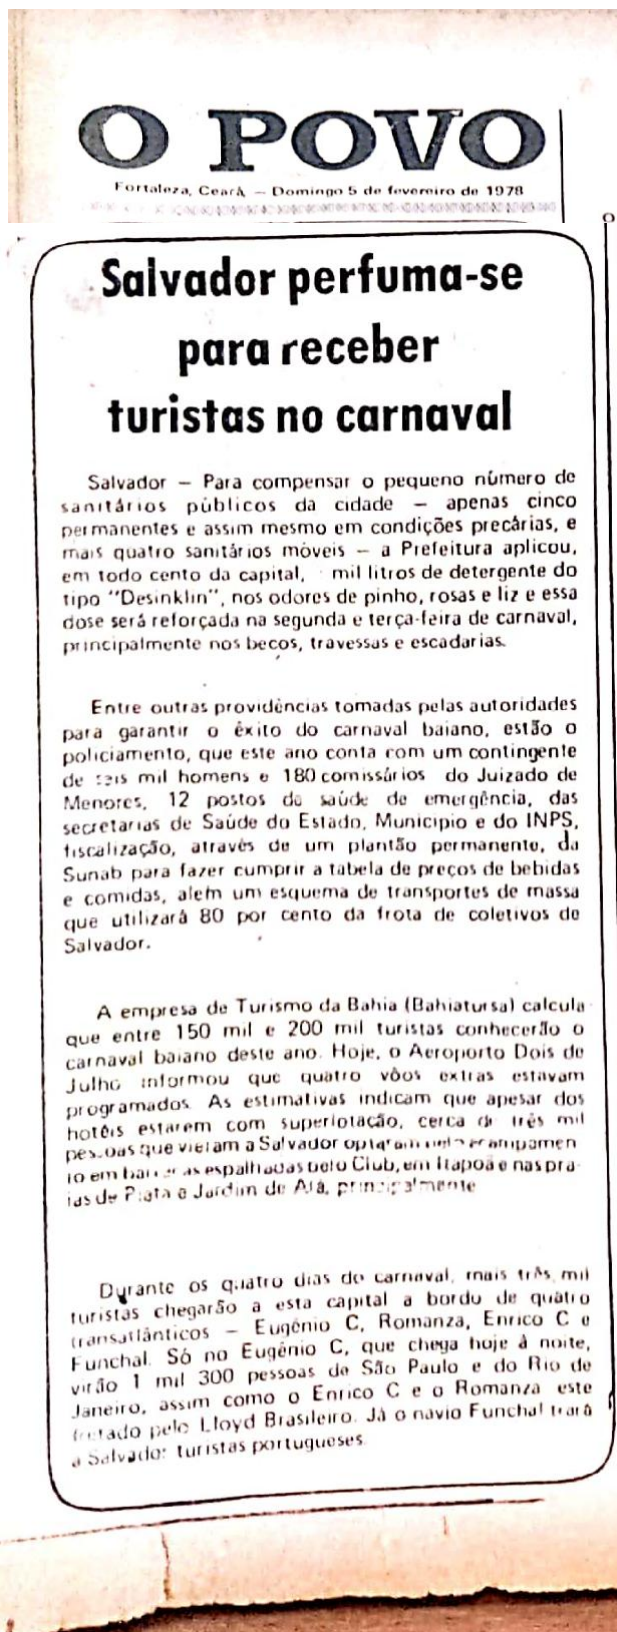 O POVO
Fortaleza, Ceará, — Domingo 5 de fevereiro de 1978
Salvador perfuma-se
para receber
turistas no carnaval
Salvador — Para compensar o pequeno número de
sanitários públicos da cidade — apenas cinco
permanentes e assim mesmo em condições precárias, e
mais quatro sanitários móveis — a Prefeitura aplicou,
em todo cento da capital, mil litros de detergente do
tipo "Desinklin", nos odores de pinho, rosas e liz e essa
dose será reforçada na segunda e terça-feira de carnaval,
principalmente nos becos, travessas e escadarias.
Entre outras providências tomadas pelas autoridades
para garantir o êxito do carnaval baiano, estão o
policiamento, que este ano conta com um contingente
de seis mil homens e 180 comissários do Juizado de
Menores, 12 postos de saúde de emergência, das
secretarias de Saúde do Estado, Município e do INPS,
fiscalização, através de um plantão permanente, da
Sunab para fazer cumprir a tabela de preços de bebidas
e comidas, alem um esquema de transportes de massa
que utilizará 80 por cento da frota de coletivos de
Salvador.
A empresa de Turismo da Bahia (Bahiatursa) calcula
que entre 150 mil e 200 mil turistas conhecerão o
carnaval baiano deste ano. Hoje, o Aeroporto Dois de
Julho informou que quatro vôos extras estavam
programados. As estimativas indicam que apesar dos
hotéis estarem com superlotação, cerca de três mil
pessoas que vieram a Salvador optaram pelo acampamen
to em barracas espalhadas pelo Club, em Itapoã e nas pra
ias de Piatã e Jardim de Alá, principalmente
Durante os quatro dias do carnaval, mais três mil
turistas chegarão a esta capital a bordo de quatro
transatlânticos — Eugênio C, Romanza, Enrico C e
Funchal. Só no Eugênio C, que chega hoje à noite,
virão 1 mil 300 pessoas de São Paulo e do Rio de
Janeiro, assim como o Enrico C e o Romanza este
fretado pelo Lloyd Brasileiro. Já o navio Funchal trará
a Salvador turistas portugueses.